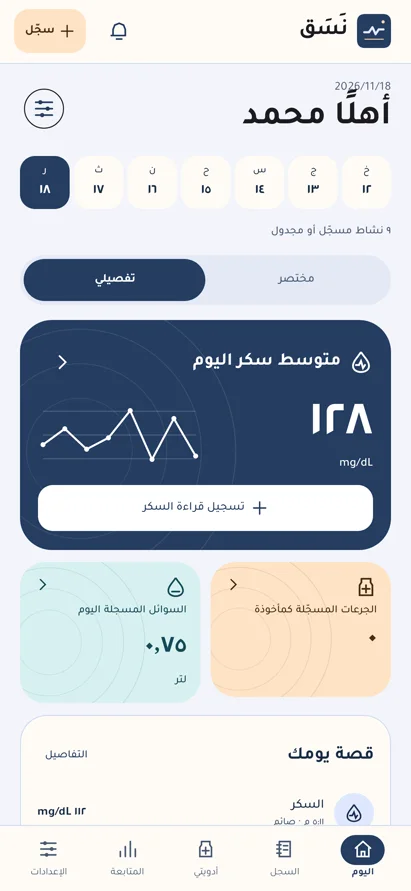 نَسَق
سجّل
2026/11/18
أهلًا محمد
خ ج س ح ن ث ر
١٢ ١٣ ١٤ ١٥ ١٦ ١٧ ١٨
٩ نشاط مسجّل أو مجدول
مختصر تفصيلي
متوسط سكر اليوم
١٢٨
mg/dL
تسجيل قراءة السكر
الجرعات المسجّلة كمأخوذة
٠
السوائل المسجلة اليوم
٠,٧٥
لتر
قصة يومك التفاصيل
السكر
١١٢ mg/dL
م · صائم
اليوم السجل أدويتي المتابعة الإعدادات